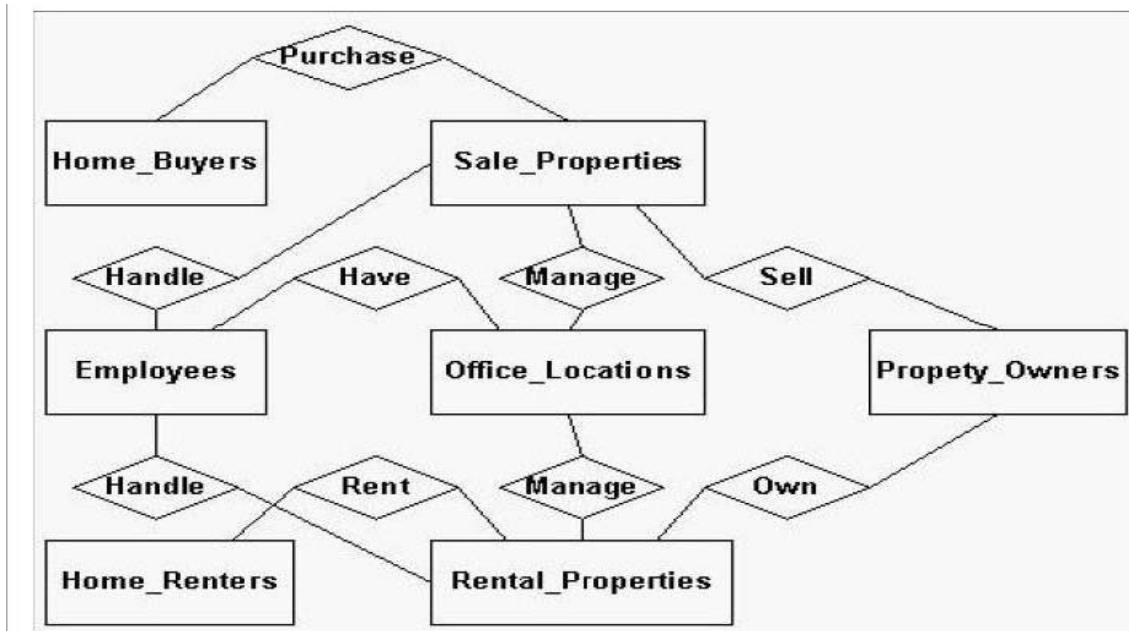 Purchase
Home_Buyers
Sale_Properties
Handle
Have
Manage
Sell
Employees
Office_Locations
Propety_Owners
Handle
Rent
Manage
Own
Home_Renters
Rental_Properties